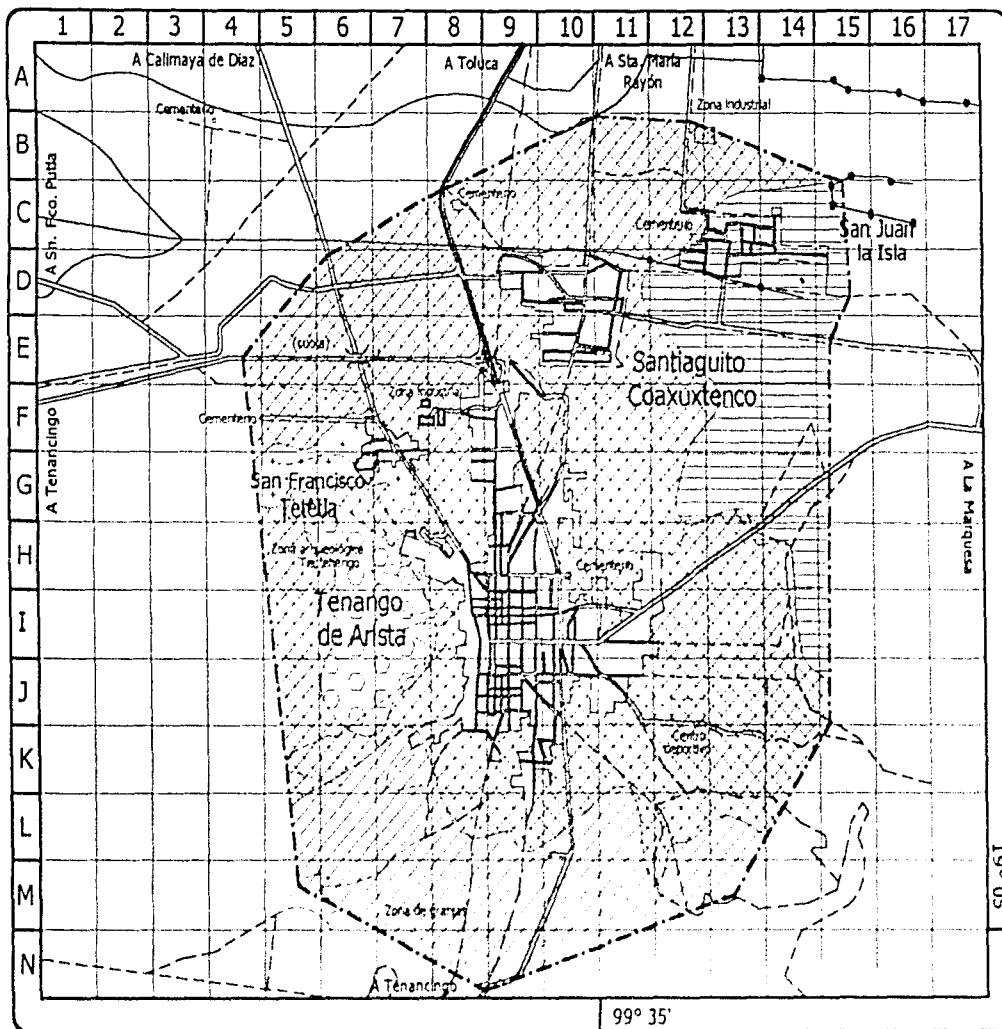 1 2 3 4 5 6 7 8 9 10 11 12 13 14 15 16 17
A
B
C
D
E
F
G
H
I
J
K
L
M
N
A Calimaya de Diaz
A Toluca
A Sta. María
Rayón
Cementerio
Zona Industrial
A Sn. Fco. Putla
Cementerio
Cementerio
San Juan
la Isla
(cuota)
Santiaguito
Coaxuxtenco
Zona Industrial
Cementerio
A Tenancingo
San Francisco
Tetetla
A La Marquesa
Zona arqueológica
Cementerio
Tenango
de Arista
Centro
deportivo
Zona de granjas
A Tenancingo
19° 05'
99° 35'